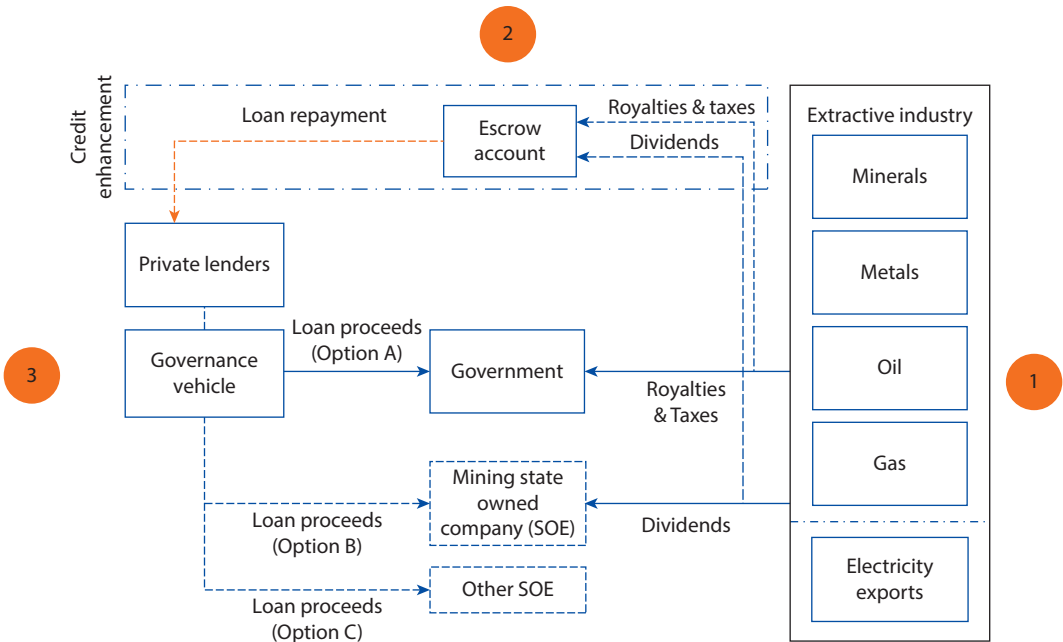 2
Credit
enhancement
Loan repayment
Escrow
account
Royalties & taxes
Dividends
Extractive industry
Minerals
Metals
Oil
Gas
Electricity
exports
1
Private lenders
3
Governance
vehicle
Loan proceeds
(Option A)
Government
Royalties
& Taxes
Loan proceeds
(Option B)
Mining state
owned
company (SOE)
Dividends
Loan proceeds
(Option C)
Other SOE